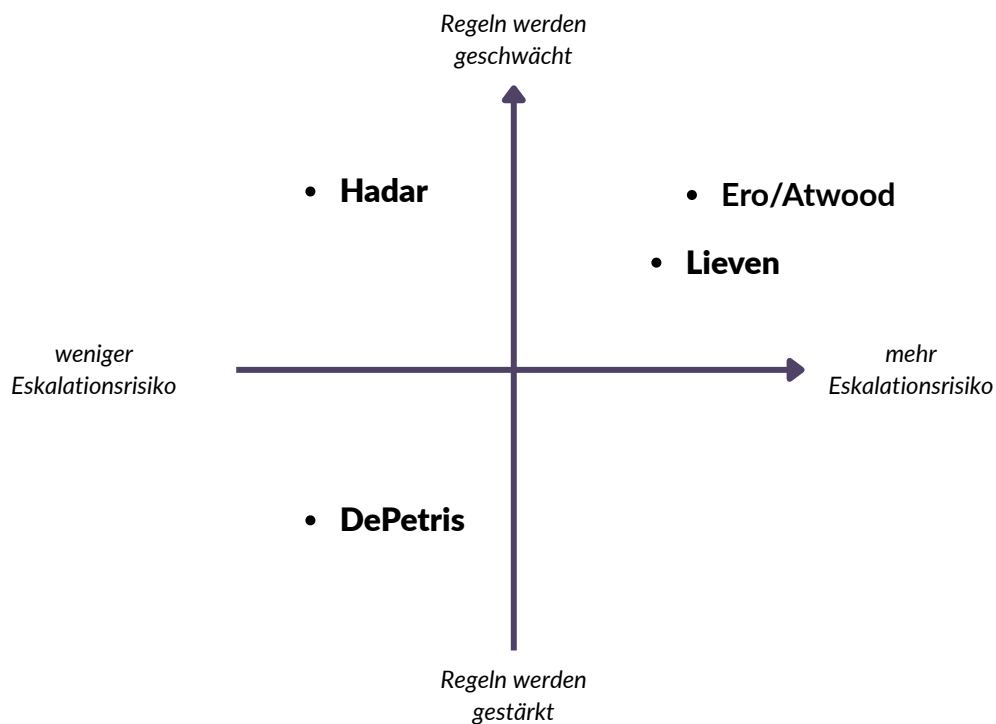 Regeln werden
geschwächt
• Hadar
• Ero/Atwood
• Lieven
weniger
Eskalationsrisiko
mehr
Eskalationsrisiko
• DePetris
Regeln werden
gestärkt